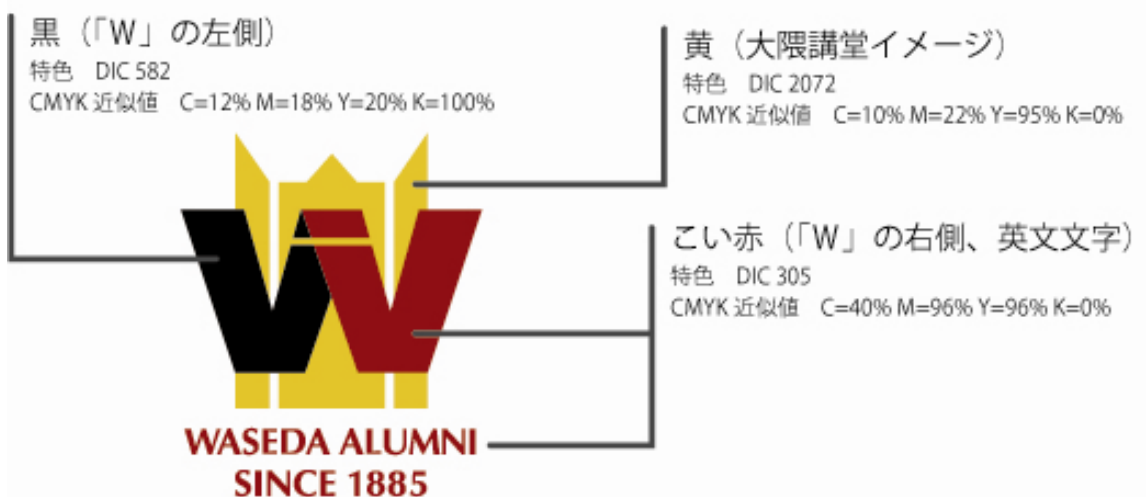 黒（「W」の左側）
特色　DIC 582
CMYK 近似値　C=12% M=18% Y=20% K=100%
黄（大隈講堂イメージ）
特色　DIC 2072
CMYK 近似値　C=10% M=22% Y=95% K=0%
こい赤（「W」の右側、英文文字）
特色　DIC 305
CMYK 近似値　C=40% M=96% Y=96% K=0%
W
WASEDA ALUMNI
SINCE 1885